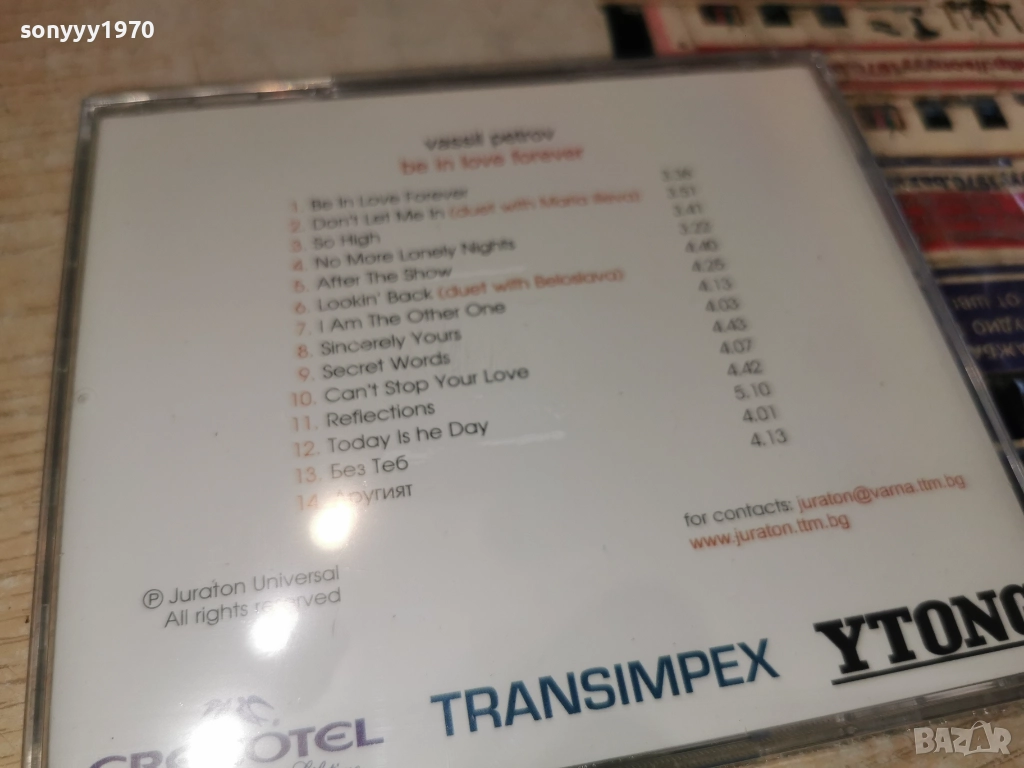 sonyyy1970
vassil petrov
be in love forever
1. Be In Love Forever 3:38
2. Don't Let Me In (duet with Maria Ilieva) 3:51
3. So High 3:41
4. No More Lonely Nights 3:22
5. After The Show 4:40
6. Lookin' Back (duet with Beloslava) 4:25
7. I Am The Other One 4:13
8. Sincerely Yours 4.03
9. Secret Words 4:43
10. Can't Stop Your Love 4:07
11. Reflections 4:42
12. Today Is he Day 5.10
13. Без Теб 4.01
14. Другият 4.13
for contacts: juraton@varna.ttm.bg
www.juraton.ttm.bg
℗ Juraton Universal
All rights reserved
TRANSIMPEX
YTONG
BAZAR